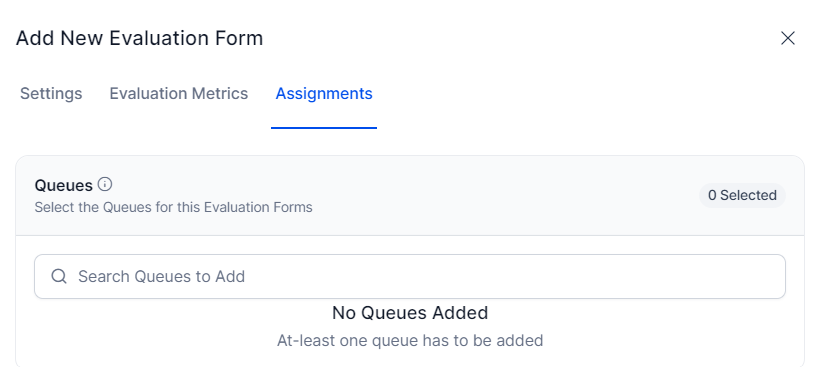 Add New Evaluation Form
Settings Evaluation Metrics Assignments
Queues
Select the Queues for this Evaluation Forms
0 Selected
Search Queues to Add
No Queues Added
At-least one queue has to be added